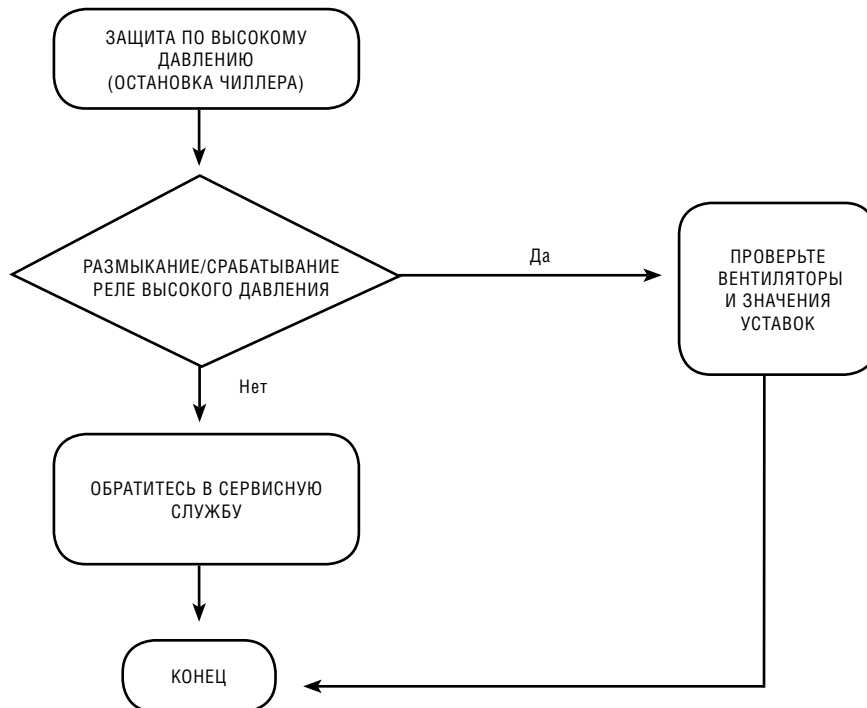 ЗАЩИТА ПО ВЫСОКОМУ
ДАВЛЕНИЮ
(ОСТАНОВКА ЧИЛЛЕРА)
РАЗМЫКАНИЕ/СРАБАТЫВАНИЕ
РЕЛЕ ВЫСОКОГО ДАВЛЕНИЯ
Да
ПРОВЕРЬТЕ
ВЕНТИЛЯТОРЫ
И ЗНАЧЕНИЯ
УСТАВОК
Нет
ОБРАТИТЕСЬ В СЕРВИСНУЮ
СЛУЖБУ
КОНЕЦ